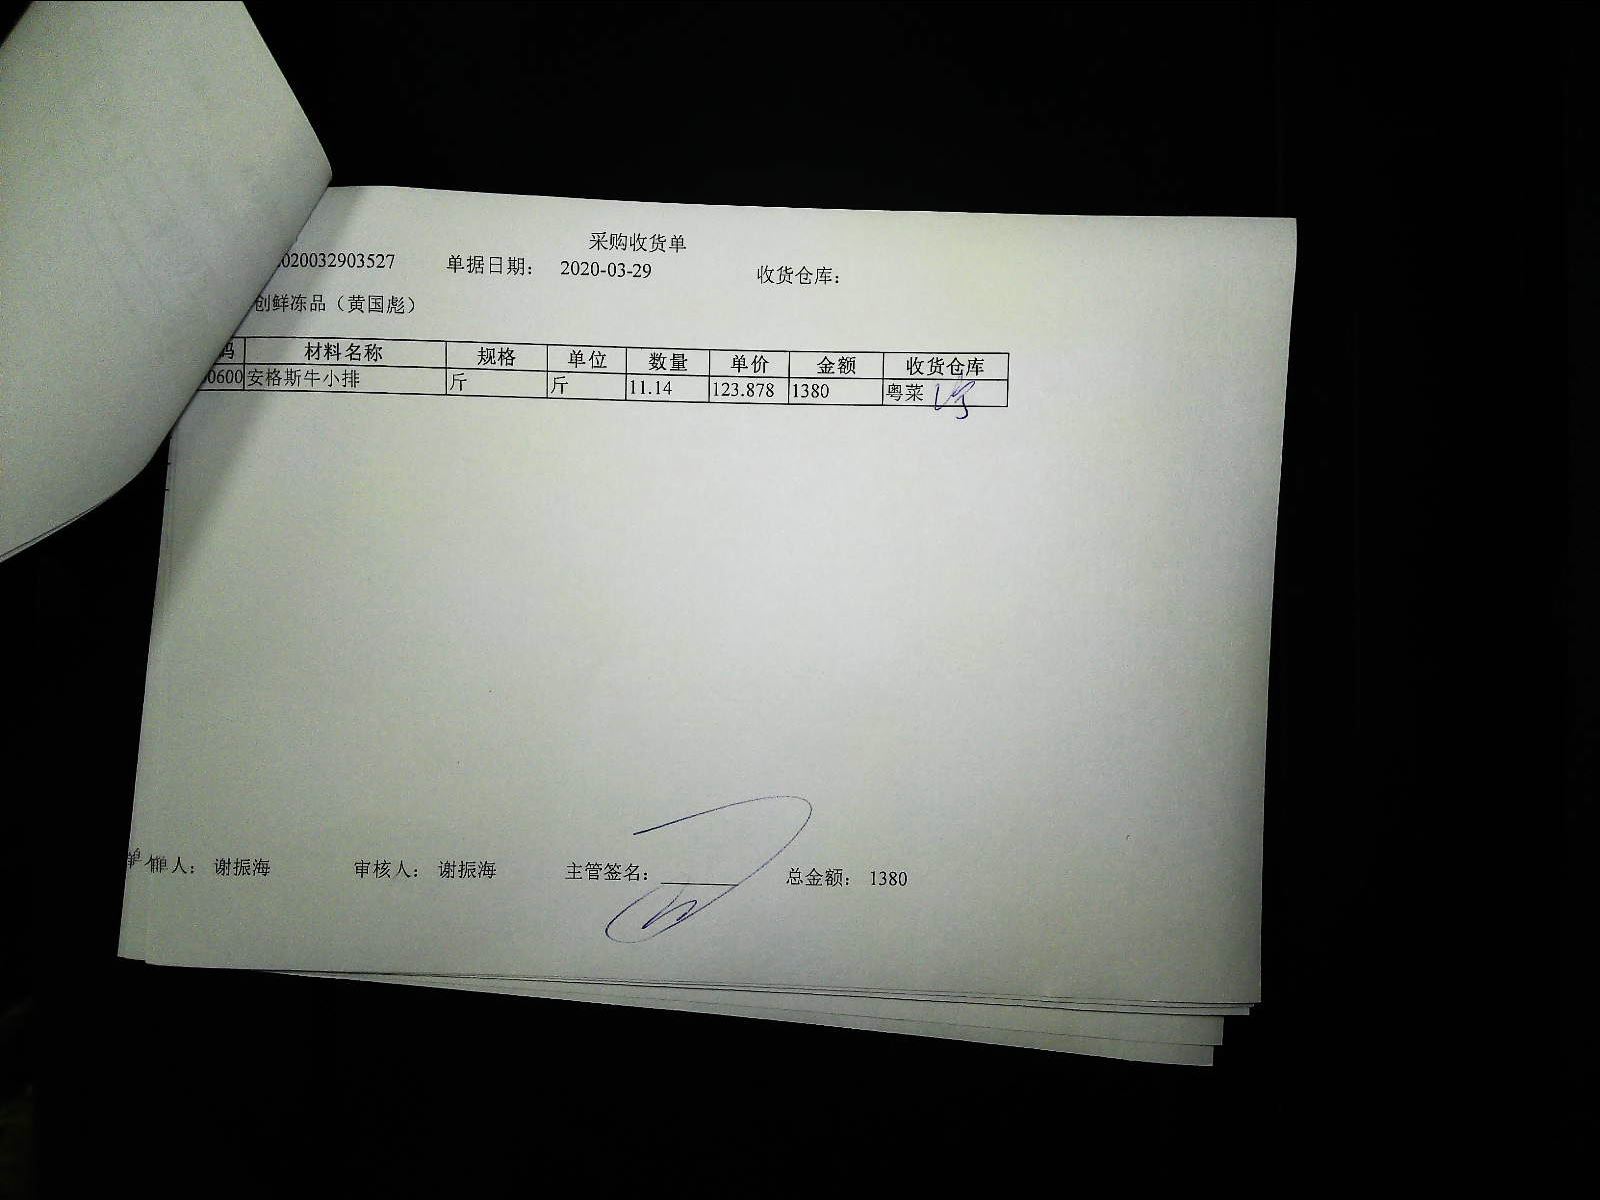 采购收货单
020032903527 单据日期： 2020-03-29 收货仓库：
创鲜冻品（黄国彪）
码 材料名称 规格 单位 数量 单价 金额 收货仓库
0600 安格斯牛小排 斤 斤 11.14 123.878 1380 粤菜
人： 谢振海 审核人： 谢振海 主管签名： 总金额： 1380